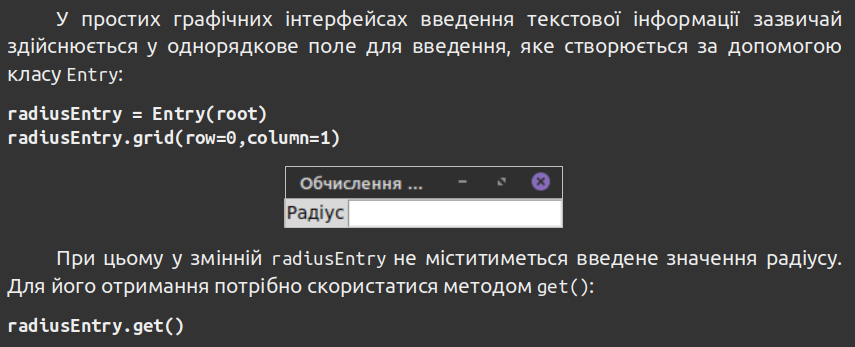 У простих графічних інтерфейсах введення текстової інформації зазвичай
здійснюється у однорядкове поле для введення, яке створюється за допомогою
класу Entry:
radiusEntry = Entry(root)
radiusEntry.grid(row=0,column=1)
Обчислення ...
Радіус
При цьому у змінній radiusEntry не міститиметься введене значення радіусу.
Для його отримання потрібно скористатися методом get():
radiusEntry.get()